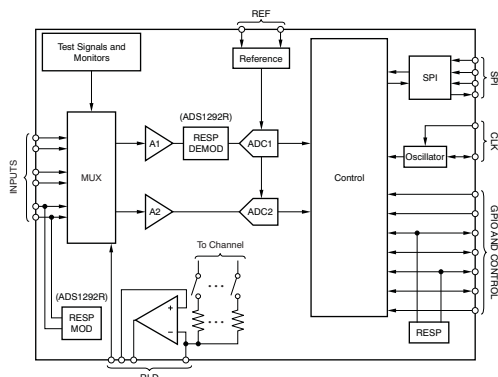 REF
Test Signals and
Monitors
Reference
SPI
SPI
(ADS1292R)
CLK
A1
RESP
DEMOD
ADC1
Oscillator
INPUTS
MUX
Control
A2
ADC2
GPIO AND CONTROL
To Channel
(ADS1292R)
RESP
MOD
+
−
RESP
RLD